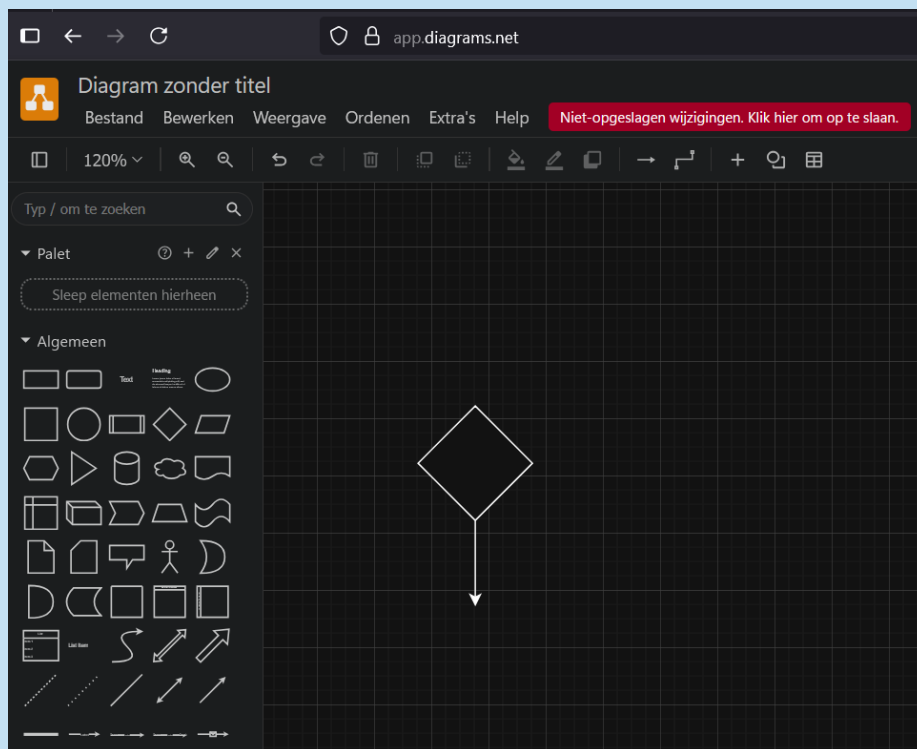 app.diagrams.net
Diagram zonder titel
Bestand Bewerken Weergave Ordenen Extra's Help Niet-opgeslagen wijzigingen. Klik hier om op te slaan.
120%
Typ / om te zoeken
Palet
Sleep elementen hierheen
Algemeen
Text Heading
List Item